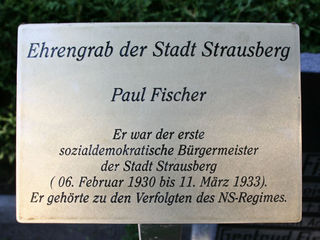 Ehrengrab der Stadt Strausberg
Paul Fischer
Er war der erste
sozialdemokratische Bürgermeister
der Stadt Strausberg
( 06. Februar 1930 bis 11. März 1933).
Er gehörte zu den Verfolgten des NS-Regimes.